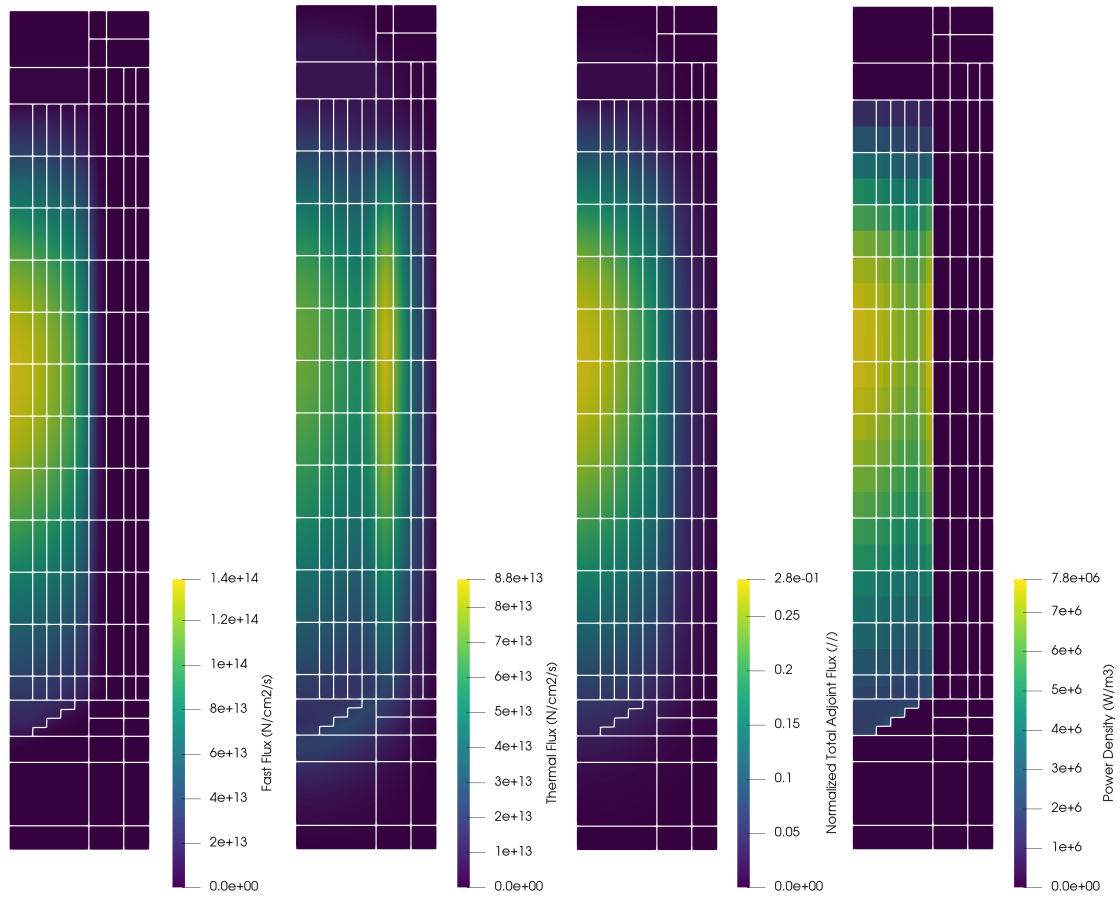 1.4e+14
1.2e+14
1e+14
8e+13
6e+13
4e+13
2e+13
0.0e+00
Fast Flux (N/cm2/s)
8.8e+13
8e+13
7e+13
6e+13
5e+13
4e+13
3e+13
2e+13
1e+13
0.0e+00
Thermal Flux (N/cm2/s)
2.8e-01
0.25
0.2
0.15
0.1
0.05
0.0e+00
Normalized Total Adjoint Flux (//)
7.8e+06
7e+6
6e+6
5e+6
4e+6
3e+6
2e+6
1e+6
0.0e+00
Power Density (W/m3)